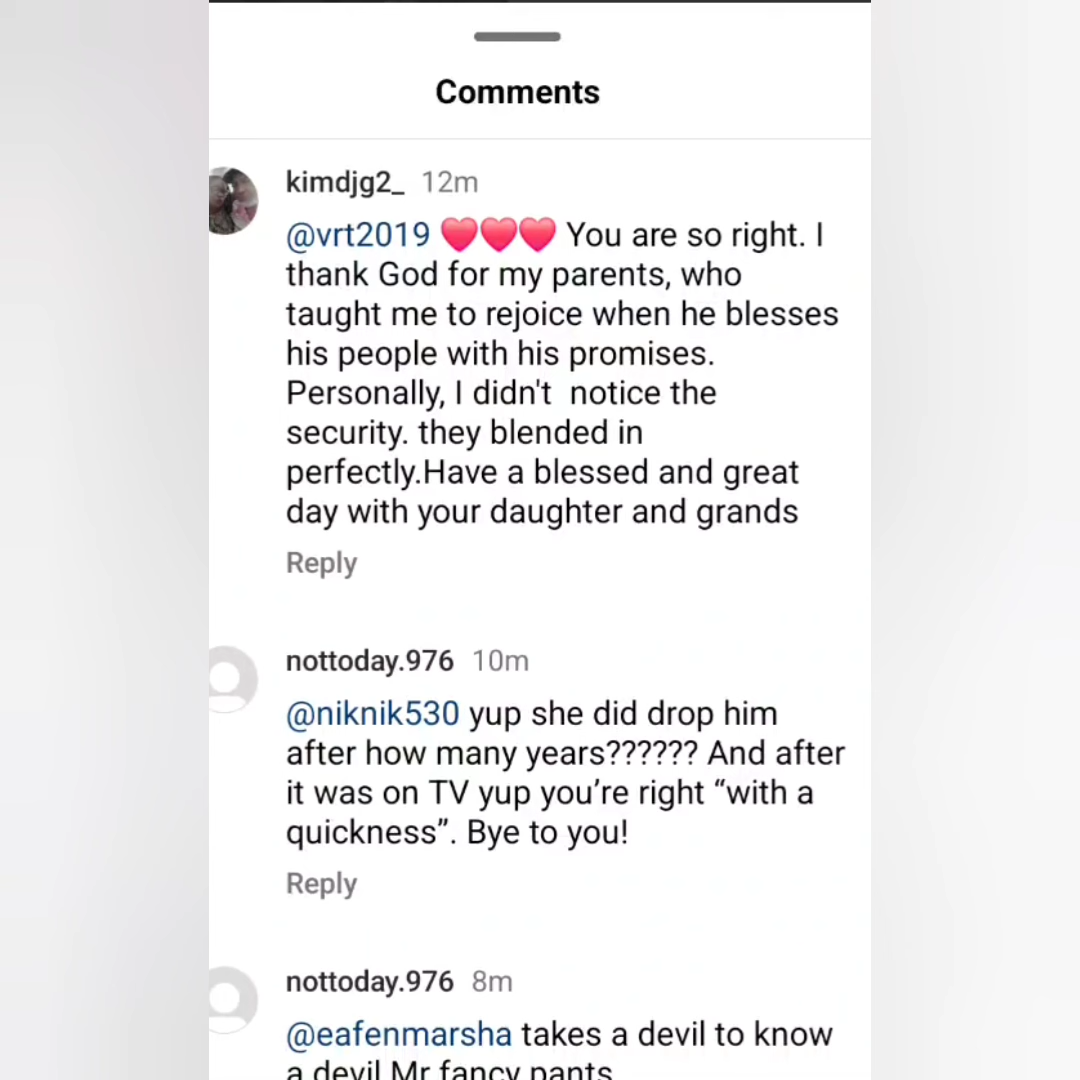 Comments
kimdjg2_ 12m
@vrt2019 ❤️❤️❤️ You are so right. I
thank God for my parents, who
taught me to rejoice when he blesses
his people with his promises.
Personally, I didn't  notice the
security. they blended in
perfectly.Have a blessed and great
day with your daughter and grands
Reply
nottoday.976 10m
@niknik530 yup she did drop him
after how many years?????? And after
it was on TV yup you’re right “with a
quickness”. Bye to you!
Reply
nottoday.976 8m
@eafenmarsha takes a devil to know
a devil Mr fancy pants